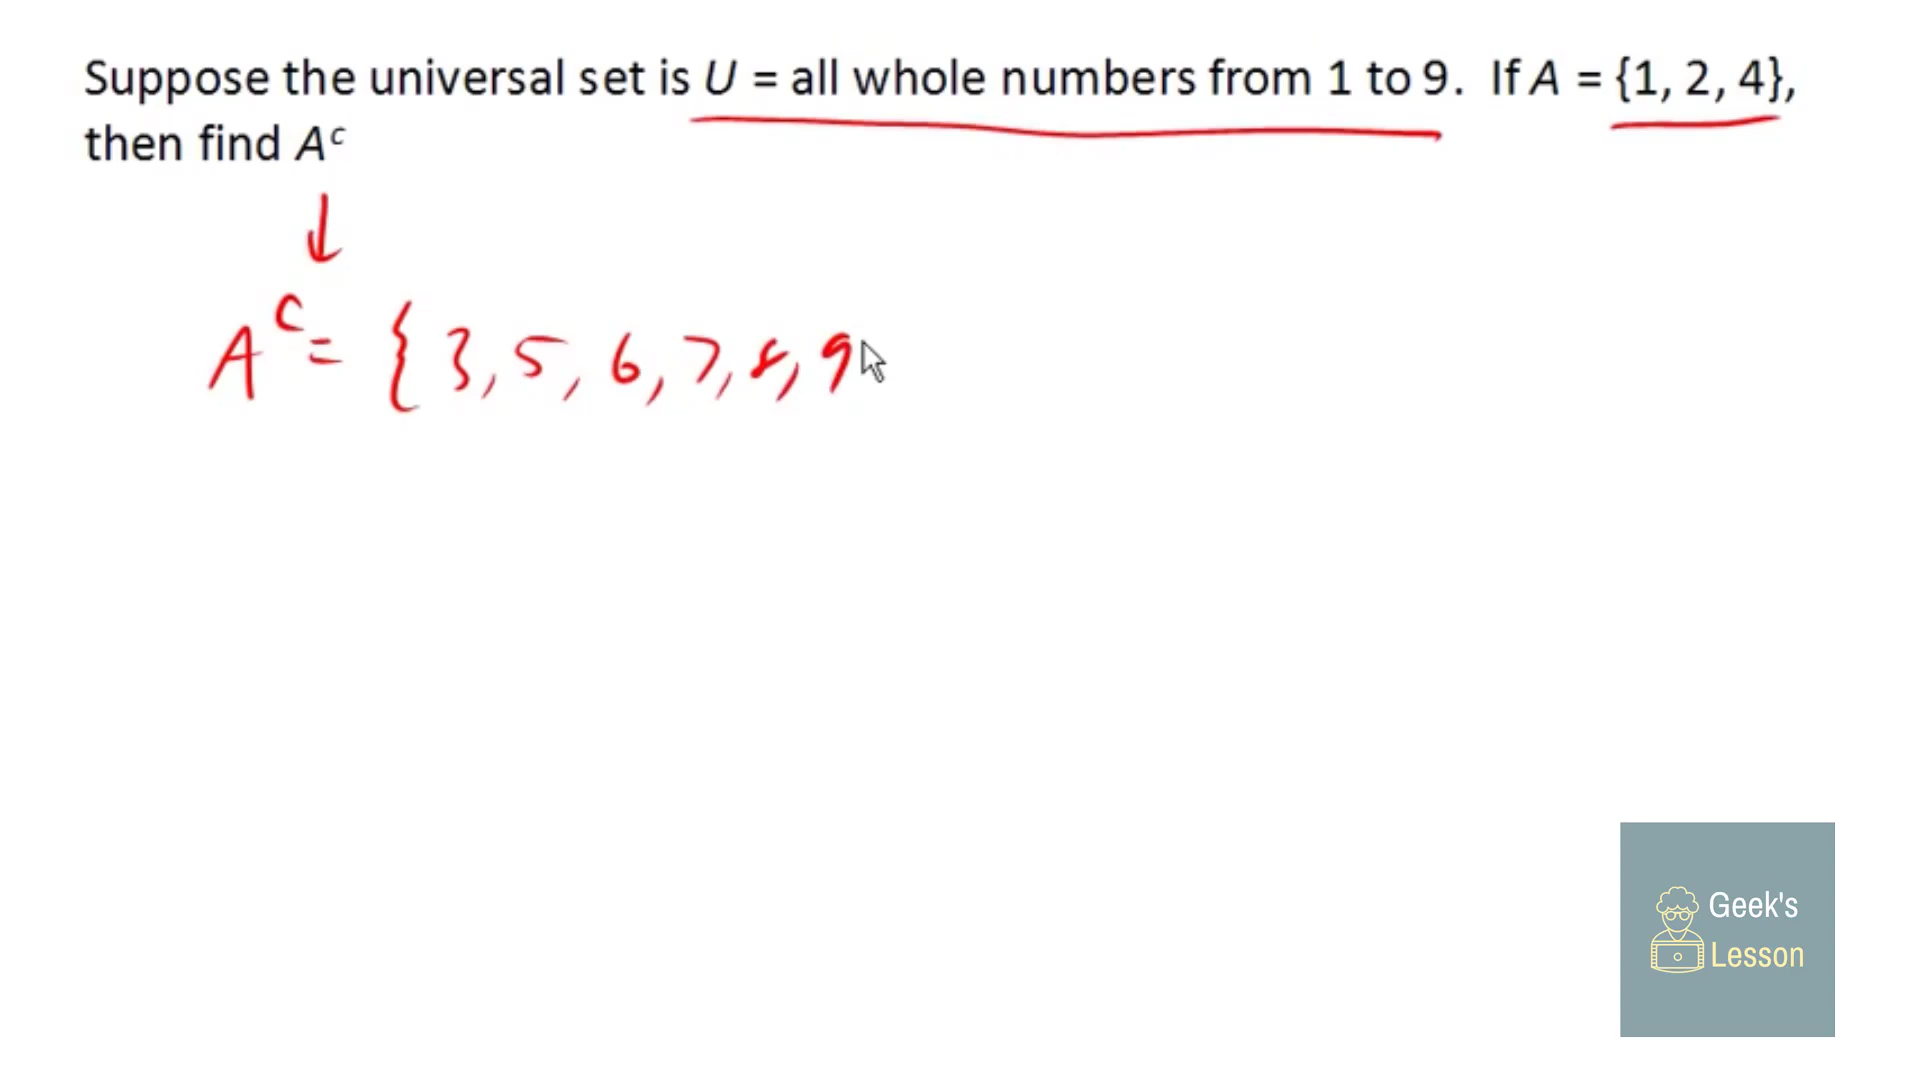 Suppose the universal set is U = all whole numbers from 1 to 9. If A = {1, 2, 4},
then find Aᶜ
Aᶜ = { 3, 5, 6, 7, 8, 9
Geek's
Lesson